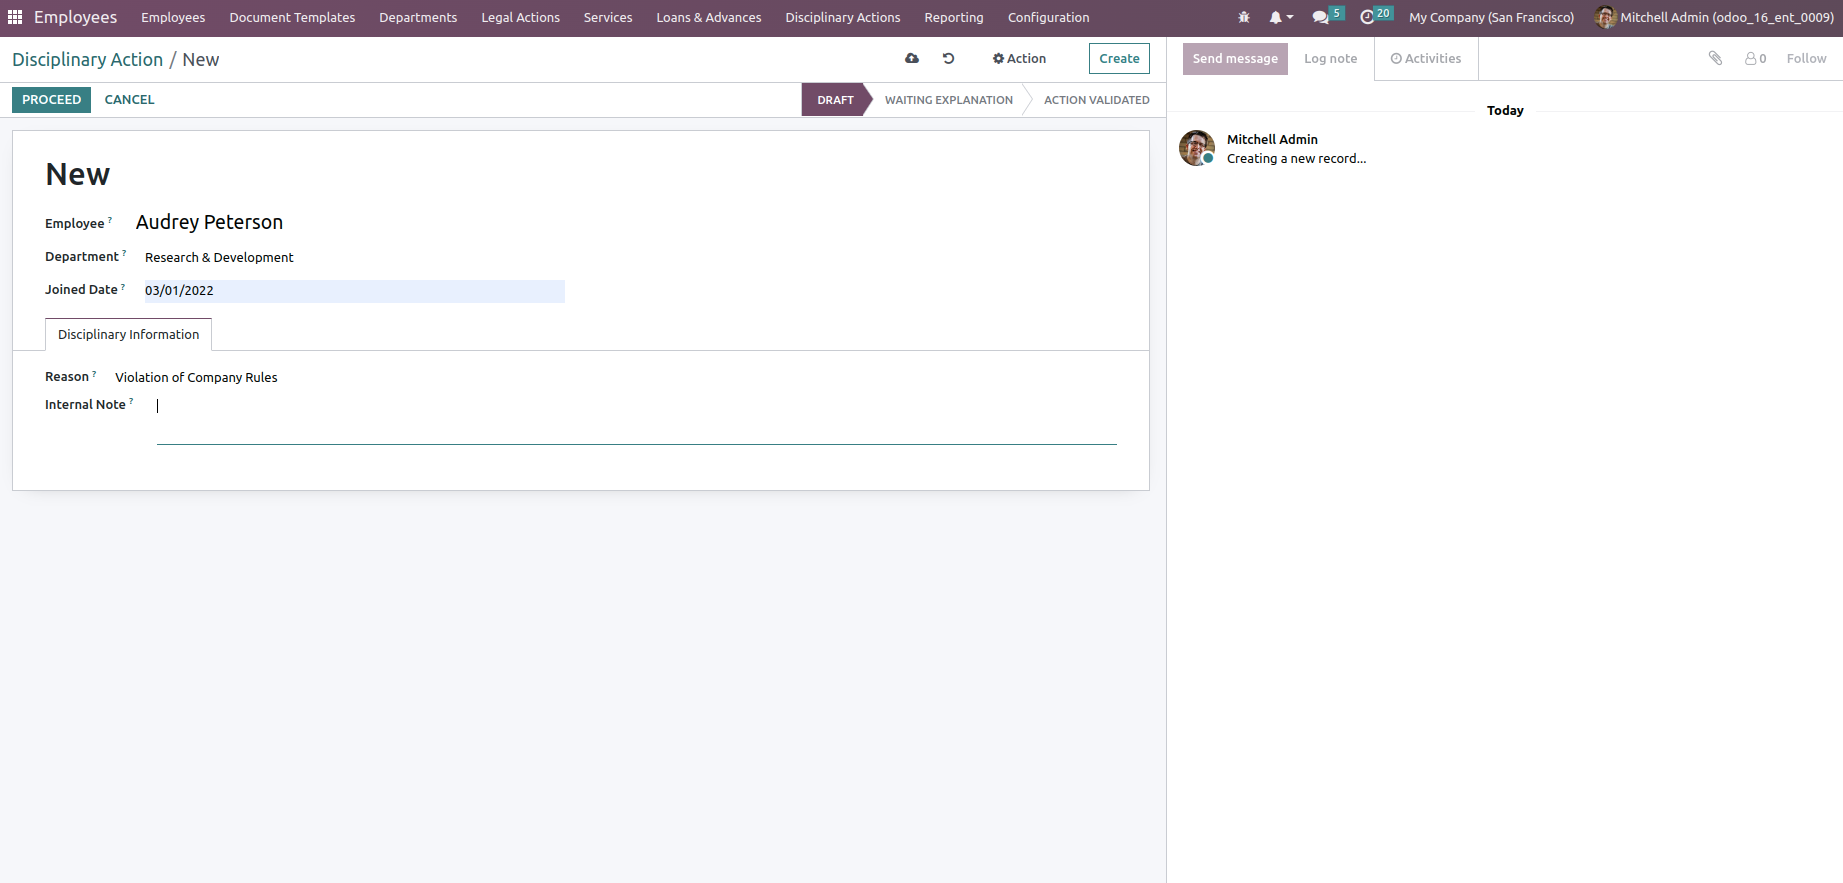 Employees Employees Document Templates Departments Legal Actions Services Loans & Advances Disciplinary Actions Reporting Configuration 5 20 My Company (San Francisco) Mitchell Admin (odoo_16_ent_0009)
Disciplinary Action / New Action Create
Send message Log note Activities 0 Follow
PROCEED CANCEL DRAFT WAITING EXPLANATION ACTION VALIDATED
Today
Mitchell Admin
Creating a new record...
New
Employee ? Audrey Peterson
Department ? Research & Development
Joined Date ? 03/01/2022
Disciplinary Information
Reason ? Violation of Company Rules
Internal Note ?